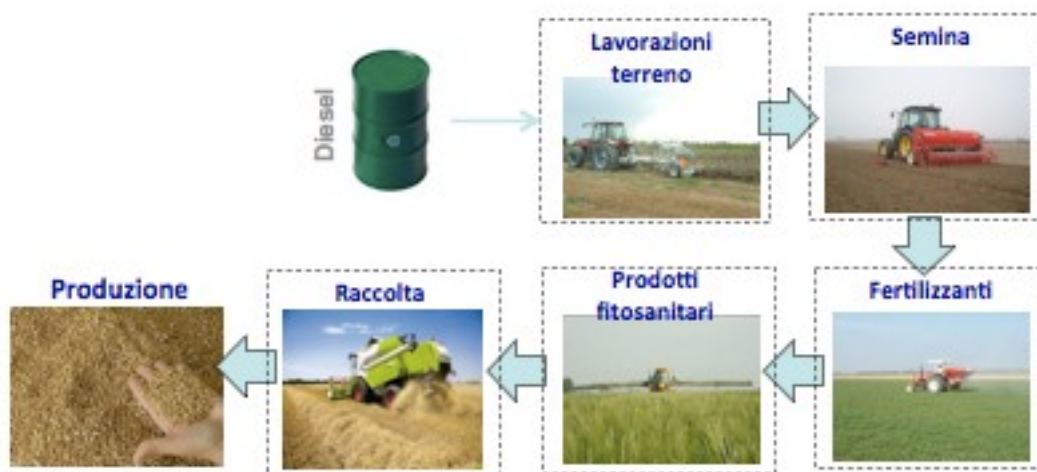 Diesel
Lavorazioni
terreno
Semina
Fertilizzanti
Prodotti
fitosanitari
Raccolta
Produzione